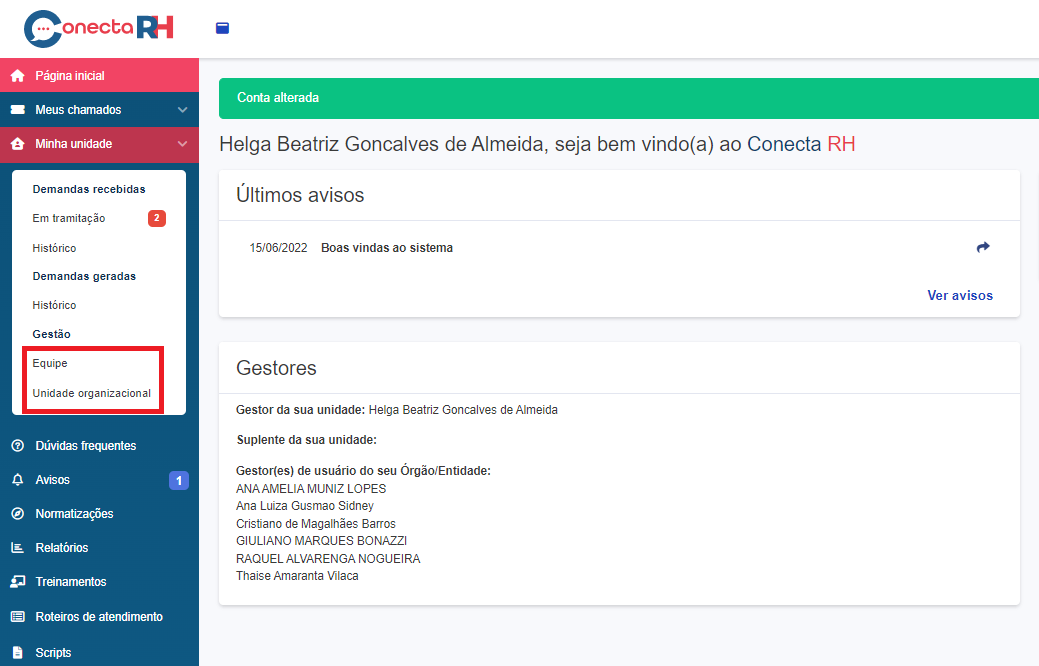 Conecta RH
Página inicial
Meus chamados
Minha unidade
Demandas recebidas
Em tramitação 2
Histórico
Demandas geradas
Histórico
Gestão
Equipe
Unidade organizacional
Dúvidas frequentes
Avisos 1
Normatizações
Relatórios
Treinamentos
Roteiros de atendimento
Scripts
Conta alterada
Helga Beatriz Goncalves de Almeida, seja bem vindo(a) ao Conecta RH
Últimos avisos
15/06/2022 Boas vindas ao sistema
Ver avisos
Gestores
Gestor da sua unidade: Helga Beatriz Goncalves de Almeida
Suplente da sua unidade:
Gestor(es) de usuário do seu Órgão/Entidade:
ANA AMELIA MUNIZ LOPES
Ana Luiza Gusmao Sidney
Cristiano de Magalhães Barros
GIULIANO MARQUES BONAZZI
RAQUEL ALVARENGA NOGUEIRA
Thaise Amaranta Vilaca